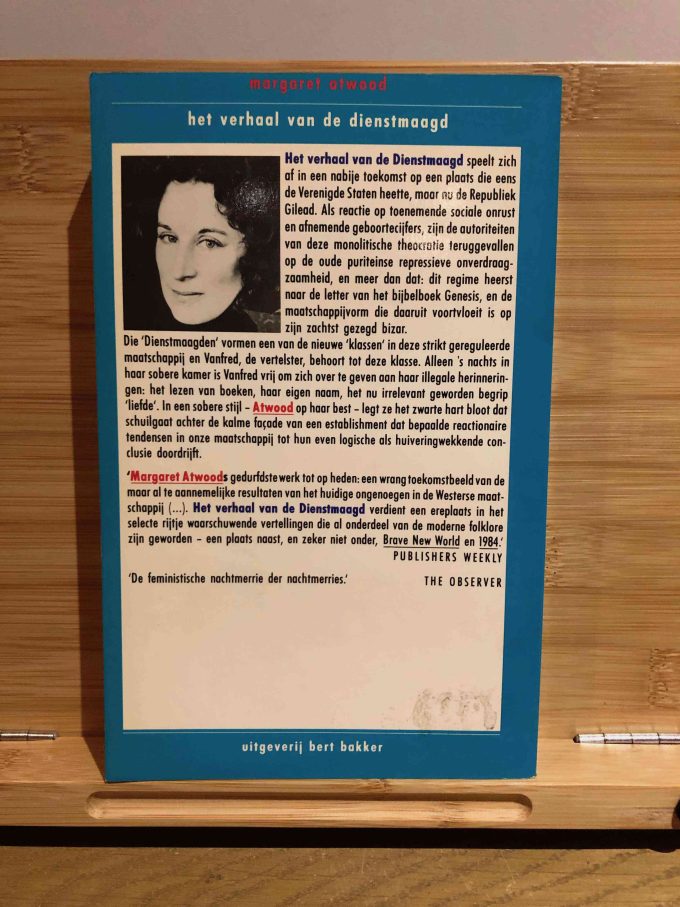 margaret atwood
het verhaal van de dienstmaagd
Het verhaal van de Dienstmaagd speelt zich
af in een nabije toekomst op een plaats die eens
de Verenigde Staten heette, maar nu de Republiek
Gilead. Als reactie op toenemende sociale onrust
en afnemende geboortecijfers, zijn de autoriteiten
van deze monolitische theocratie teruggevallen
op de oude puriteinse repressieve onverdraag-
zaamheid, en meer dan dat: dit regime heerst
naar de letter van het bijbelboek Genesis, en de
maatschappijvorm die daaruit voortvloeit is op
zijn zachtst gezegd bizar.
Die 'Dienstmaagden' vormen een van de nieuwe 'klassen' in deze strikt gereguleerde
maatschappij en Vanfred, de vertelster, behoort tot deze klasse. Alleen 's nachts in
haar sobere kamer is Vanfred vrij om zich over te geven aan haar illegale herinnerin-
gen: het lezen van boeken, haar eigen naam, het nu irrelevant geworden begrip
'liefde'. In een sobere stijl – Atwood op haar best – legt ze het zwarte hart bloot dat
schuilgaat achter de kalme façade van een establishment dat bepaalde reactionaire
tendensen in onze maatschappij tot hun even logische als huiveringwekkende con-
clusie doordrijft.
'Margaret Atwoods gedurfdste werk tot op heden: een wrang toekomstbeeld van de
maar al te aannemelijke resultaten van het huidige ongenoegen in de Westerse maat-
schappij (...). Het verhaal van de Dienstmaagd verdient een ereplaats in het
selecte rijtje waarschuwende vertellingen die al onderdeel van de moderne folklore
zijn geworden – een plaats naast, en zeker niet onder, Brave New World en 1984.'
PUBLISHERS WEEKLY
'De feministische nachtmerrie der nachtmerries.' THE OBSERVER
uitgeverij bert bakker